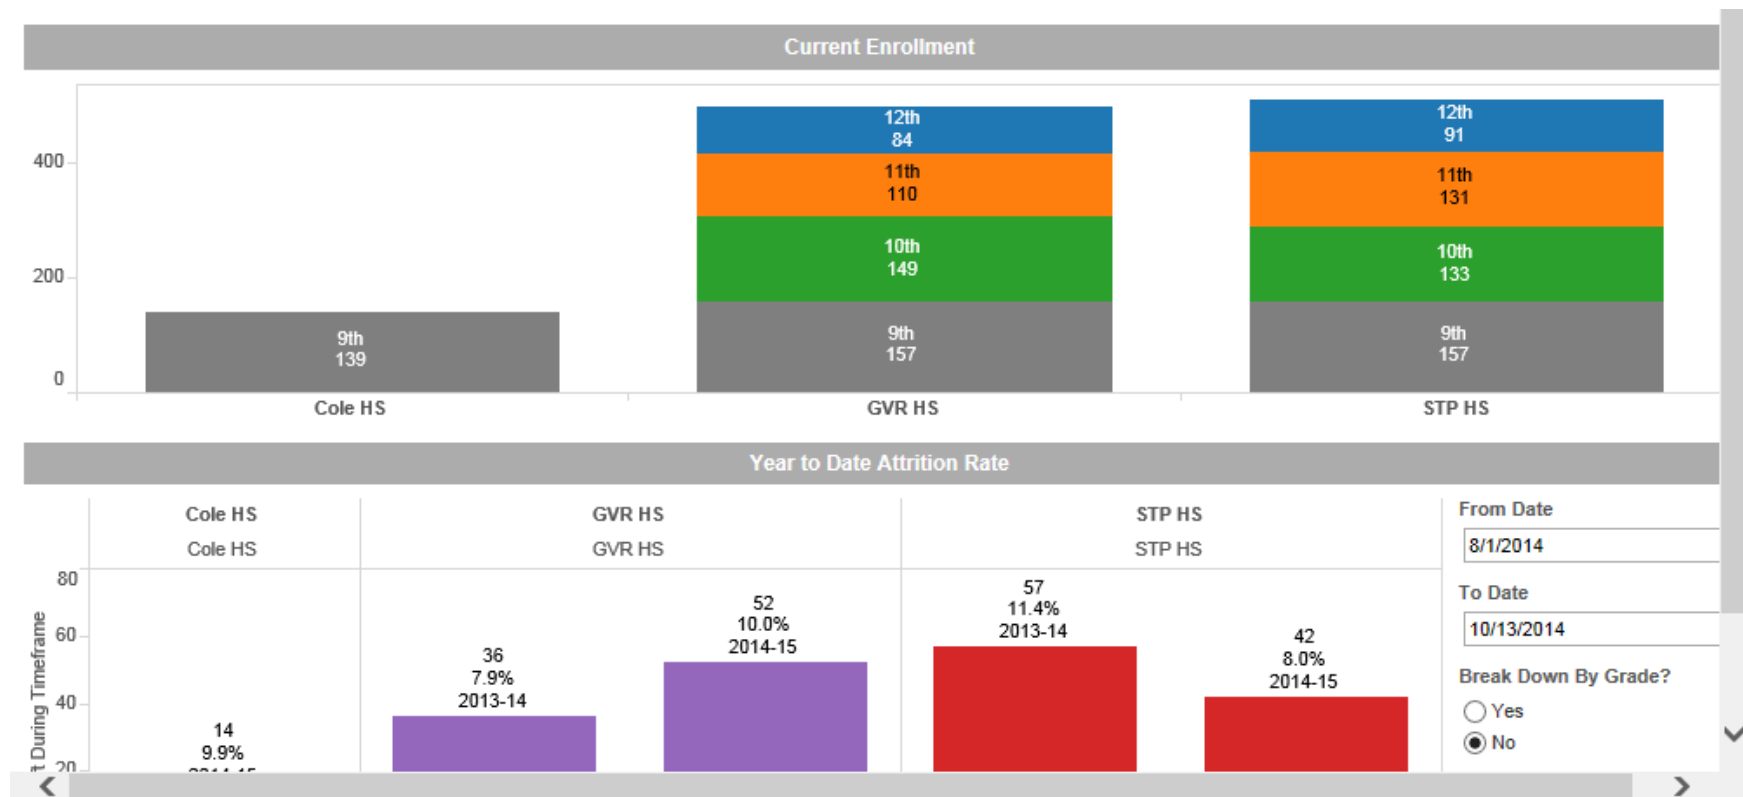 Current Enrollment
400
200
0
12th
84
11th
110
10th
149
9th
157
12th
91
11th
131
10th
133
9th
157
9th
139
Cole HS
GVR HS
STP HS
Year to Date Attrition Rate
Cole HS
GVR HS
STP HS
Cole HS
GVR HS
STP HS
80
60
40
20
During Timeframe
14
9.9%
2014-15
36
7.9%
2013-14
52
10.0%
2014-15
57
11.4%
2013-14
42
8.0%
2014-15
From Date
8/1/2014
To Date
10/13/2014
Break Down By Grade?
Yes
No